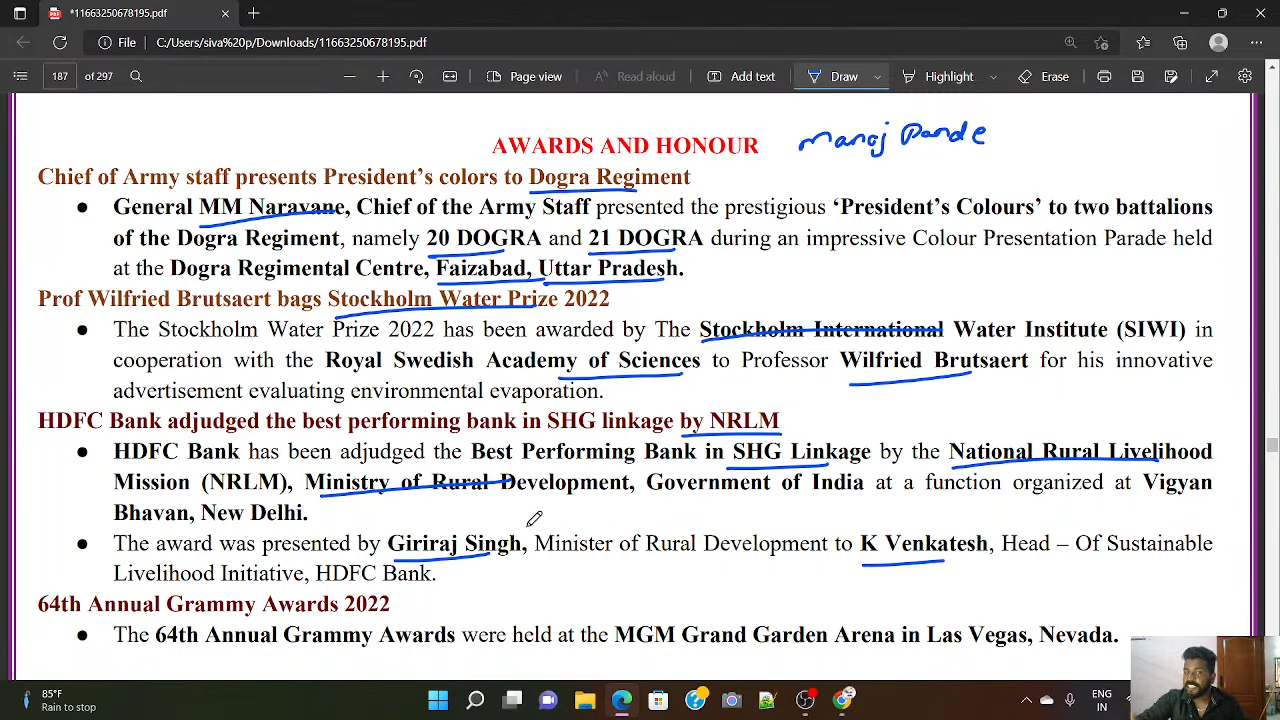 *11663250678195.pdf
File C:/Users/siva%20p/Downloads/11663250678195.pdf
187 of 297 Page view Read aloud Add text Draw Highlight Erase
AWARDS AND HONOUR Manoj Pande
Chief of Army staff presents President’s colors to Dogra Regiment
● General MM Naravane, Chief of the Army Staff presented the prestigious ‘President’s Colours’ to two battalions
of the Dogra Regiment, namely 20 DOGRA and 21 DOGRA during an impressive Colour Presentation Parade held
at the Dogra Regimental Centre, Faizabad, Uttar Pradesh.
Prof Wilfried Brutsaert bags Stockholm Water Prize 2022
● The Stockholm Water Prize 2022 has been awarded by The Stockholm International Water Institute (SIWI) in
cooperation with the Royal Swedish Academy of Sciences to Professor Wilfried Brutsaert for his innovative
advertisement evaluating environmental evaporation.
HDFC Bank adjudged the best performing bank in SHG linkage by NRLM
● HDFC Bank has been adjudged the Best Performing Bank in SHG Linkage by the National Rural Livelihood
Mission (NRLM), Ministry of Rural Development, Government of India at a function organized at Vigyan
Bhavan, New Delhi.
● The award was presented by Giriraj Singh, Minister of Rural Development to K Venkatesh, Head – Of Sustainable
Livelihood Initiative, HDFC Bank.
64th Annual Grammy Awards 2022
● The 64th Annual Grammy Awards were held at the MGM Grand Garden Arena in Las Vegas, Nevada.
85°F
Rain to stop
ENG
IN